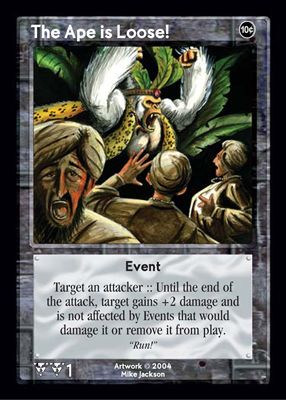 The Ape is Loose!
10¢
Event
Target an attacker :: Until the end of
the attack, target gains +2 damage and
is not affected by Events that would
damage it or remove it from play.
"Run!"
Artwork © 2004
Mike Jackson
1